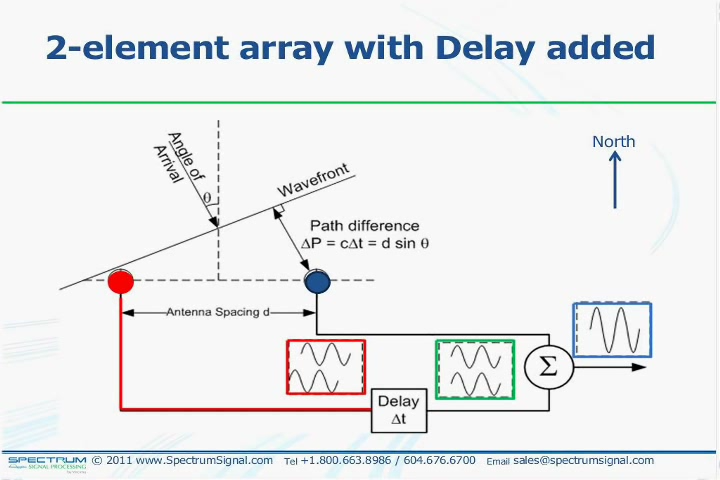 2-element array with Delay added
North
Angle of
Arrival
θ
Wavefront
Path difference
ΔP = cΔt = d sin θ
Antenna Spacing d
Σ
Delay
Δt
SPECTRUM
SIGNAL PROCESSING
© 2011 www.SpectrumSignal.com Tel +1.800.663.8986 / 604.676.6700 Email sales@spectrumsignal.com